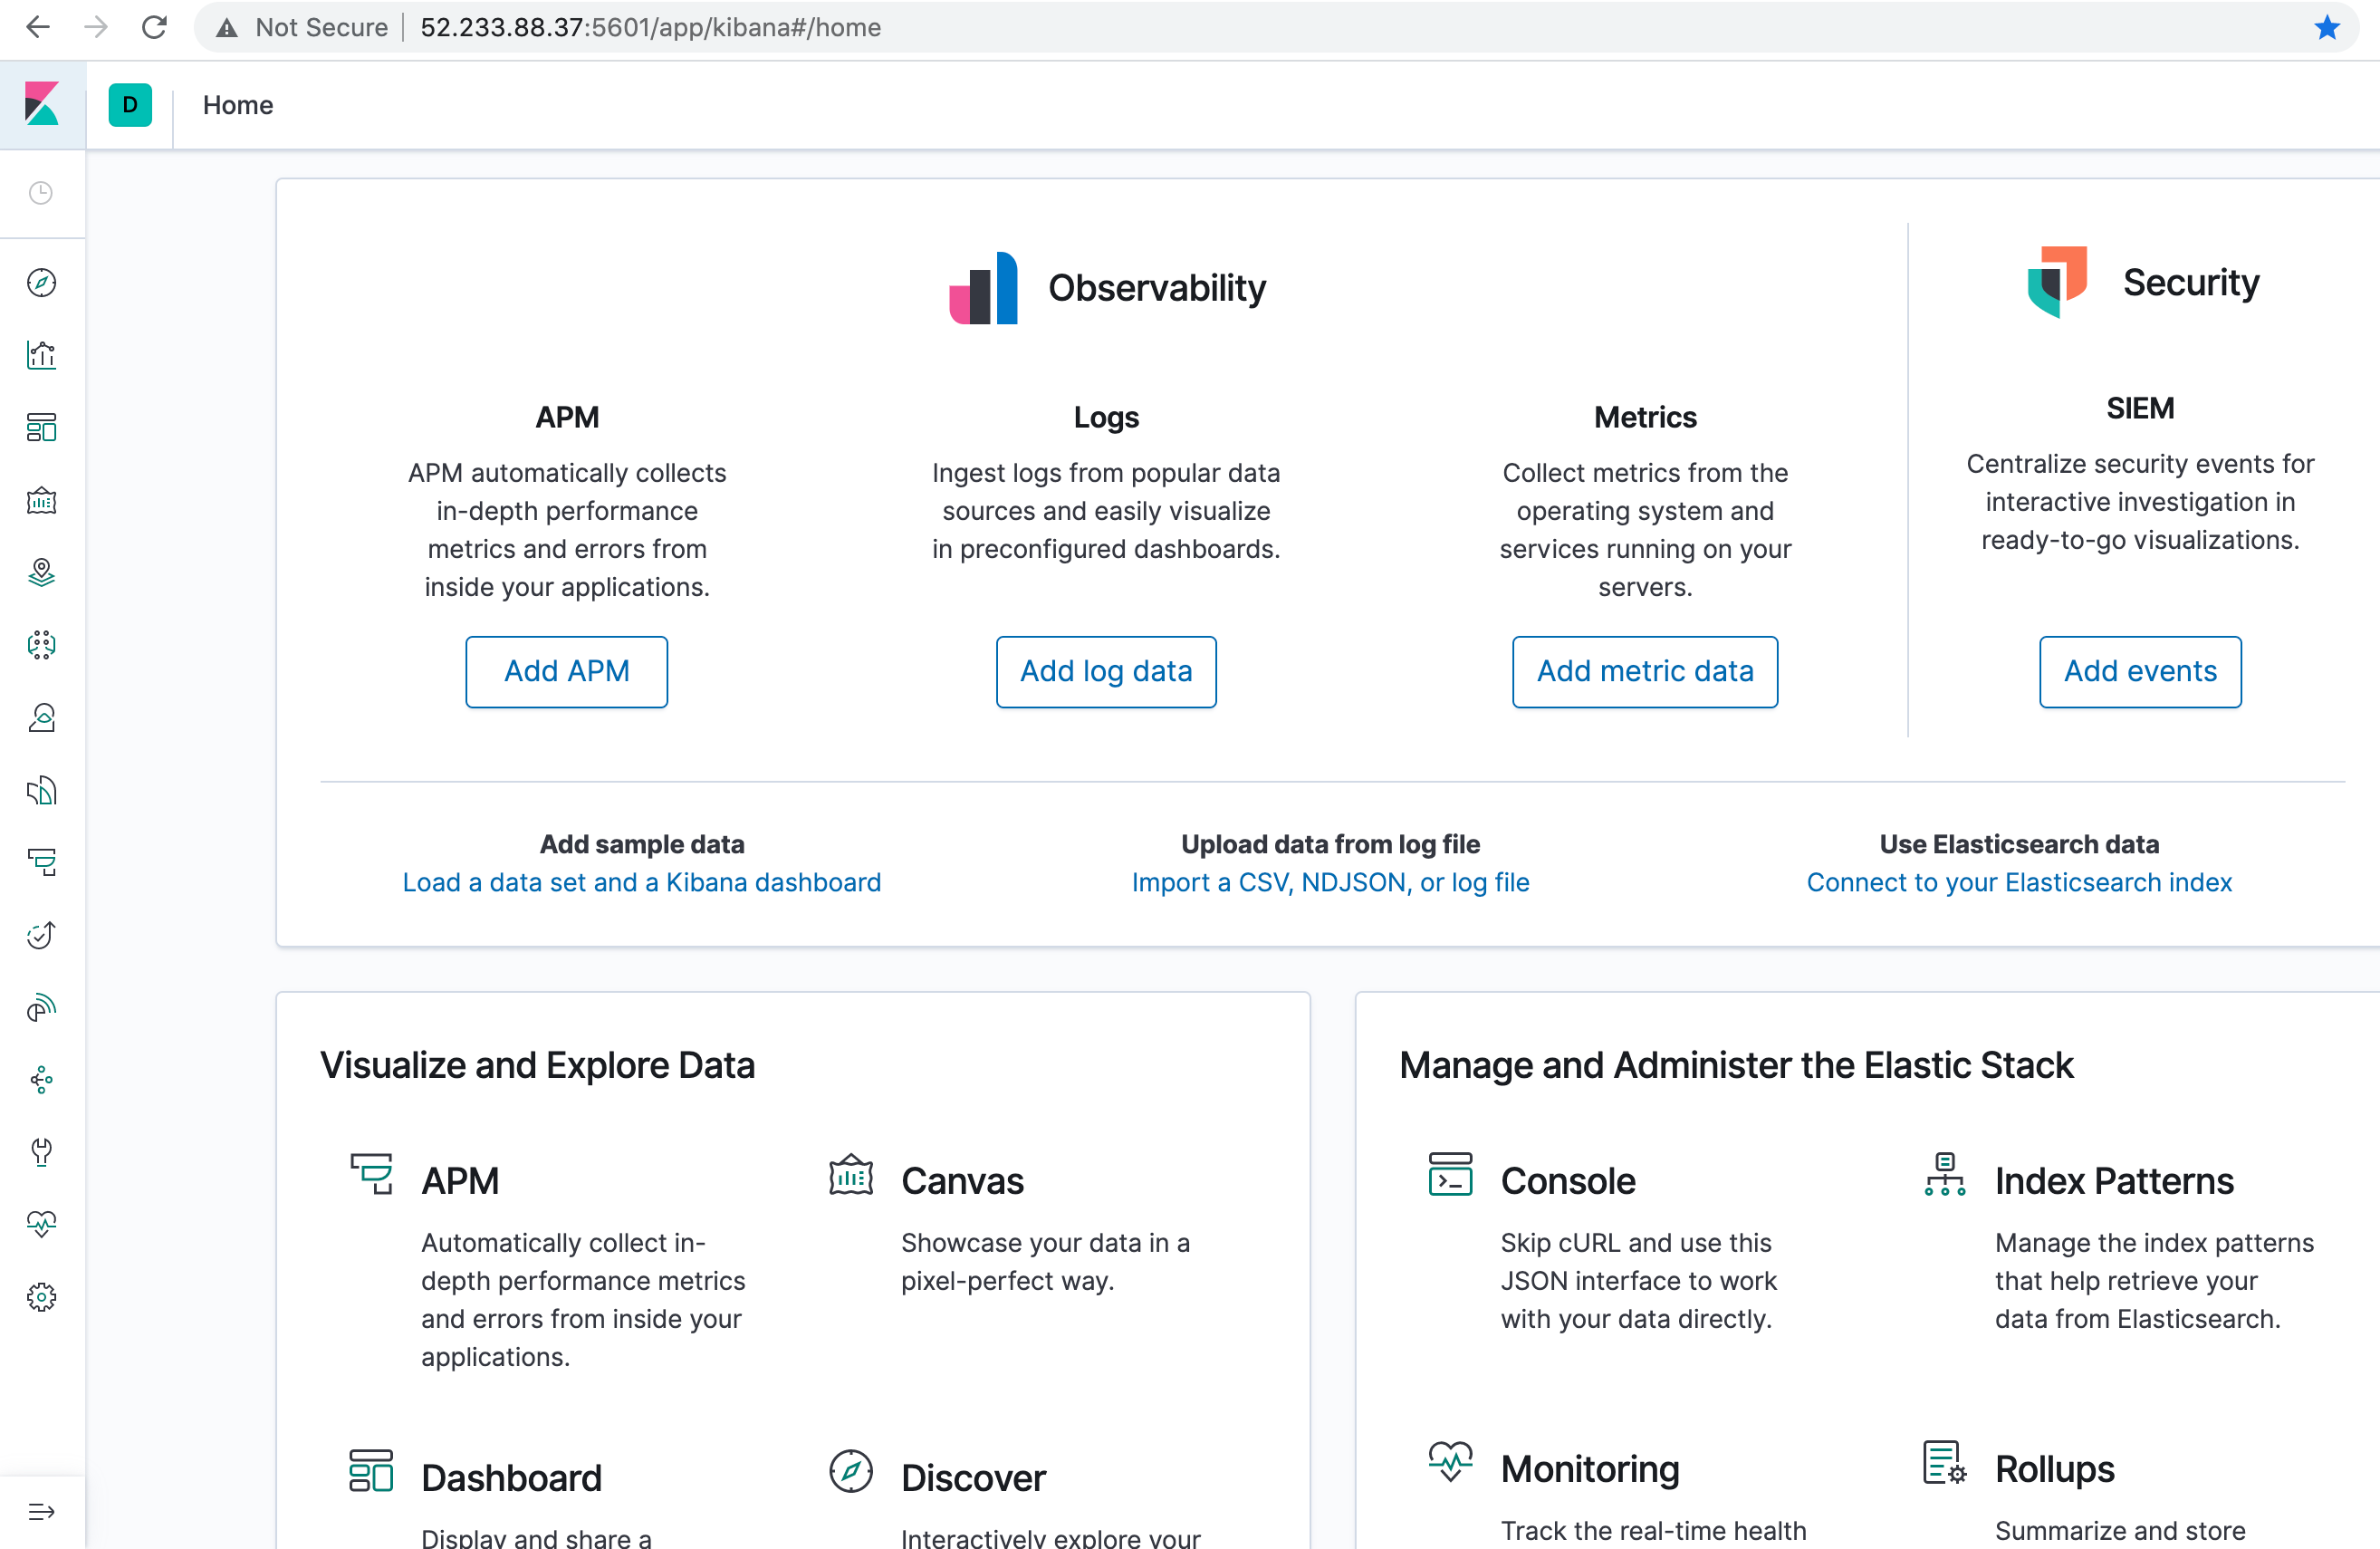 Not Secure
52.233.88.37:5601/app/kibana#/home
D
Home
Observability
Security
APM
APM automatically collects
in-depth performance
metrics and errors from
inside your applications.
Add APM
Logs
Ingest logs from popular data
sources and easily visualize
in preconfigured dashboards.
Add log data
Metrics
Collect metrics from the
operating system and
services running on your
servers.
Add metric data
SIEM
Centralize security events for
interactive investigation in
ready-to-go visualizations.
Add events
Add sample data
Load a data set and a Kibana dashboard
Upload data from log file
Import a CSV, NDJSON, or log file
Use Elasticsearch data
Connect to your Elasticsearch index
Visualize and Explore Data
APM
Automatically collect in-
depth performance metrics
and errors from inside your
applications.
Canvas
Showcase your data in a
pixel-perfect way.
Dashboard
Display and share a
Discover
Interactively explore your
Manage and Administer the Elastic Stack
Console
Skip cURL and use this
JSON interface to work
with your data directly.
Index Patterns
Manage the index patterns
that help retrieve your
data from Elasticsearch.
Monitoring
Track the real-time health
Rollups
Summarize and store